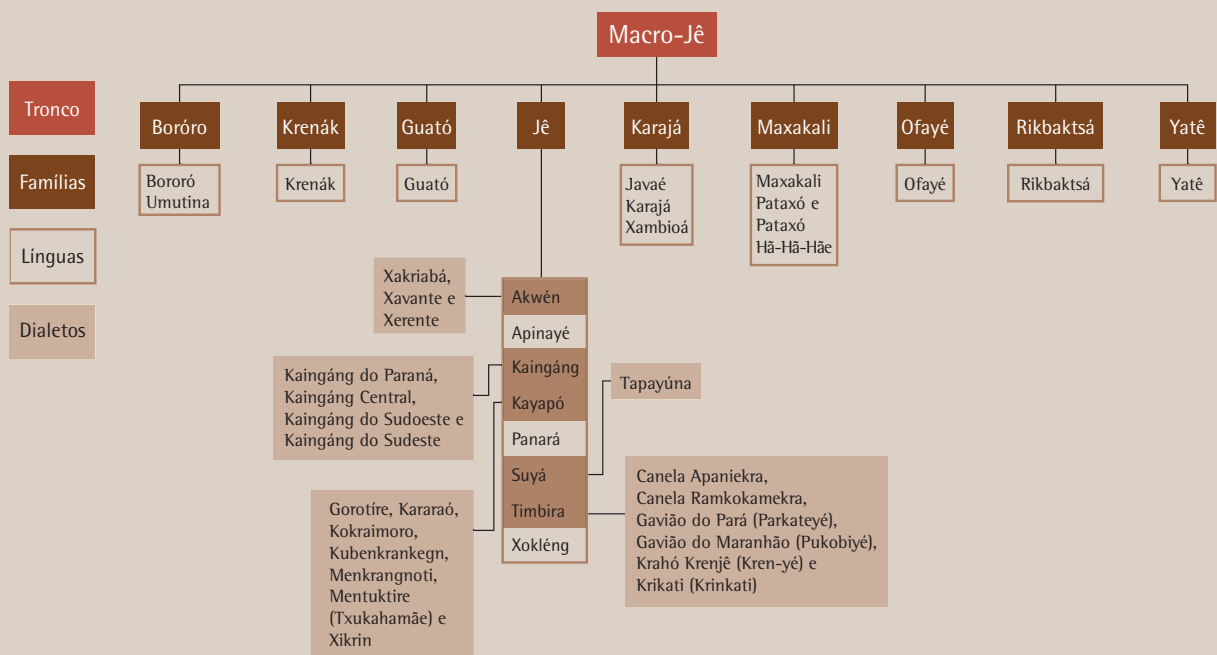 Macro-Jê
Tronco
Famílias
Línguas
Dialetos
Boróro
Krenák
Guató
Jê
Karajá
Maxakali
Ofayé
Rikbaktsá
Yatê
Bororó
Umutina
Krenák
Guató
Javaé
Karajá
Xambioá
Maxakali
Pataxó e
Pataxó
Hã-Hã-Hãe
Ofayé
Rikbaktsá
Yatê
Xakriabá,
Xavante e
Xerente
Akwén
Apinayé
Kaingáng
Kayapó
Panará
Suyá
Timbira
Xokléng
Kaingáng do Paraná,
Kaingáng Central,
Kaingáng do Sudoeste e
Kaingáng do Sudeste
Tapayúna
Gorotíre, Kararaó,
Kokraimoro,
Kubenkrankegn,
Menkrangnoti,
Mentuktire
(Txukahamãe) e
Xikrin
Canela Apaniekra,
Canela Ramkokamekra,
Gavião do Pará (Parkateyé),
Gavião do Maranhão (Pukobiyé),
Krahó Krenjê (Kren-yé) e
Krikati (Krinkati)